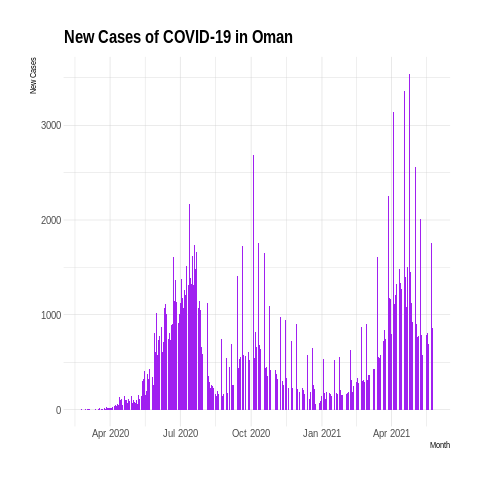 New Cases of COVID-19 in Oman
New Cases
3000
2000
1000
0
Apr 2020
Jul 2020
Oct 2020
Jan 2021
Apr 2021
Month